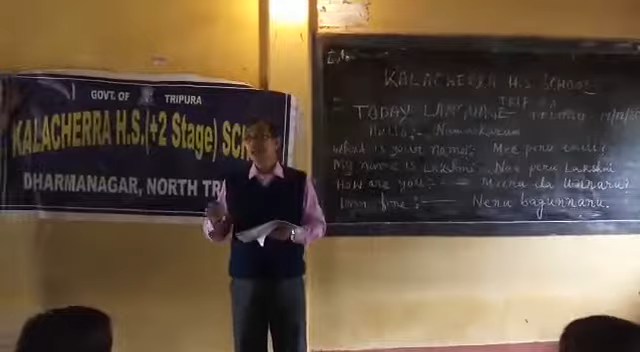 GOVT. OF TRIPURA
KALACHERRA H.S.(+2 Stage) SC
DHARMANAGAR, NORTH TR
KALACHERRA H.S. SCHOOL
TODAY LANGUAGE
Hello:- Namaskaram
What is your name:- Mee peru
My name is Lakshmi:- Naa peru Lakshmi
How are you:- Meeru ela unnaru?
I am fine:- Nenu bagunnanu.